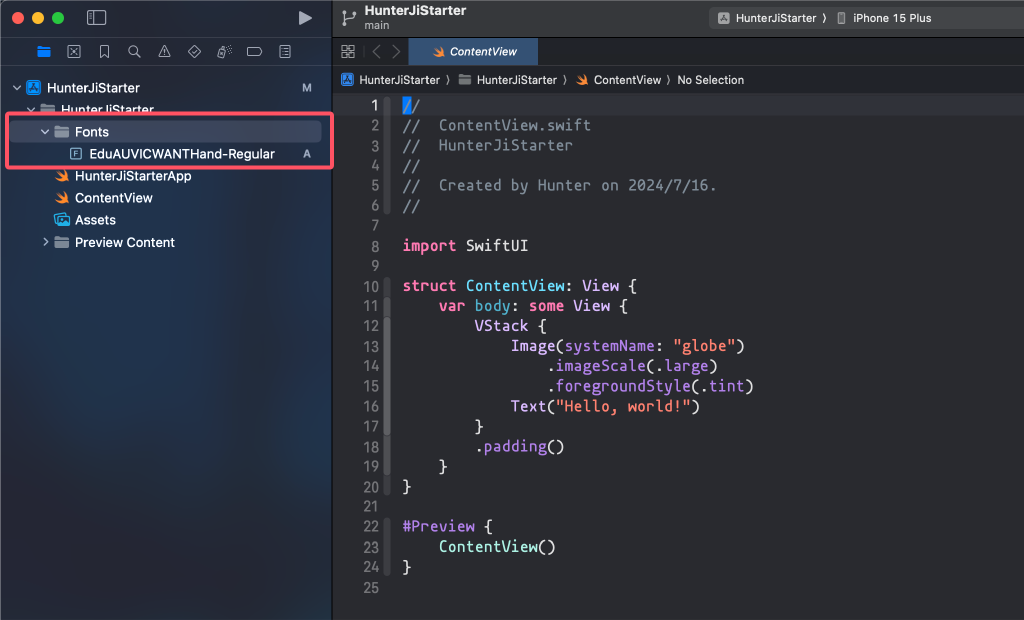 HunterJiStarter
main
HunterJiStarter 〉 iPhone 15 Plus
ContentView
HunterJiStarter 〉 HunterJiStarter 〉 ContentView 〉 No Selection
HunterJiStarter M
HunterJiStarter
Fonts
F EduAUVICWANTHand-Regular A
HunterJiStarterApp
ContentView
Assets
Preview Content
1 //
2 //  ContentView.swift
3 //  HunterJiStarter
4 //
5 //  Created by Hunter on 2024/7/16.
6 //
7
8 import SwiftUI
9
10 struct ContentView: View {
11     var body: some View {
12         VStack {
13             Image(systemName: "globe")
14                 .imageScale(.large)
15                 .foregroundStyle(.tint)
16             Text("Hello, world!")
17         }
18         .padding()
19     }
20 }
21
22 #Preview {
23     ContentView()
24 }
25